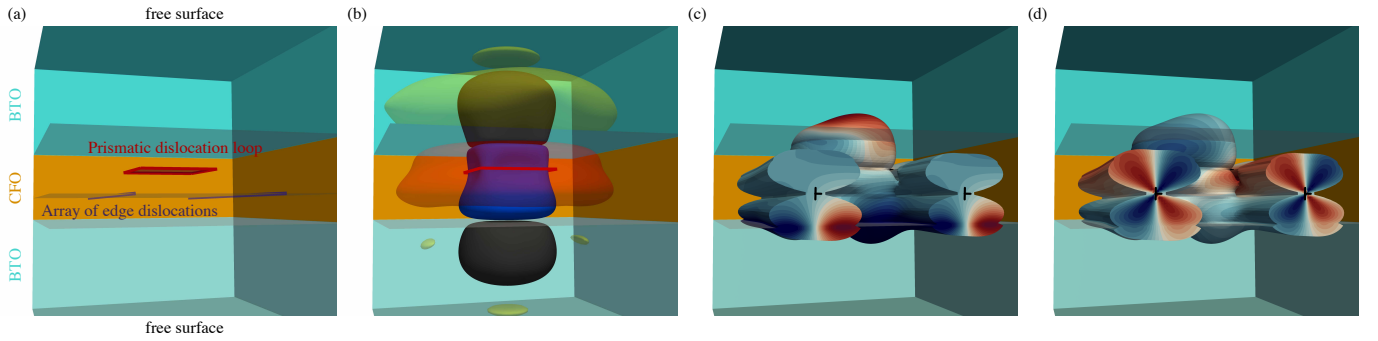 (a)
free surface
(b)
(c)
(d)
BTO
Prismatic dislocation loop
CFO
Array of edge dislocations
BTO
free surface